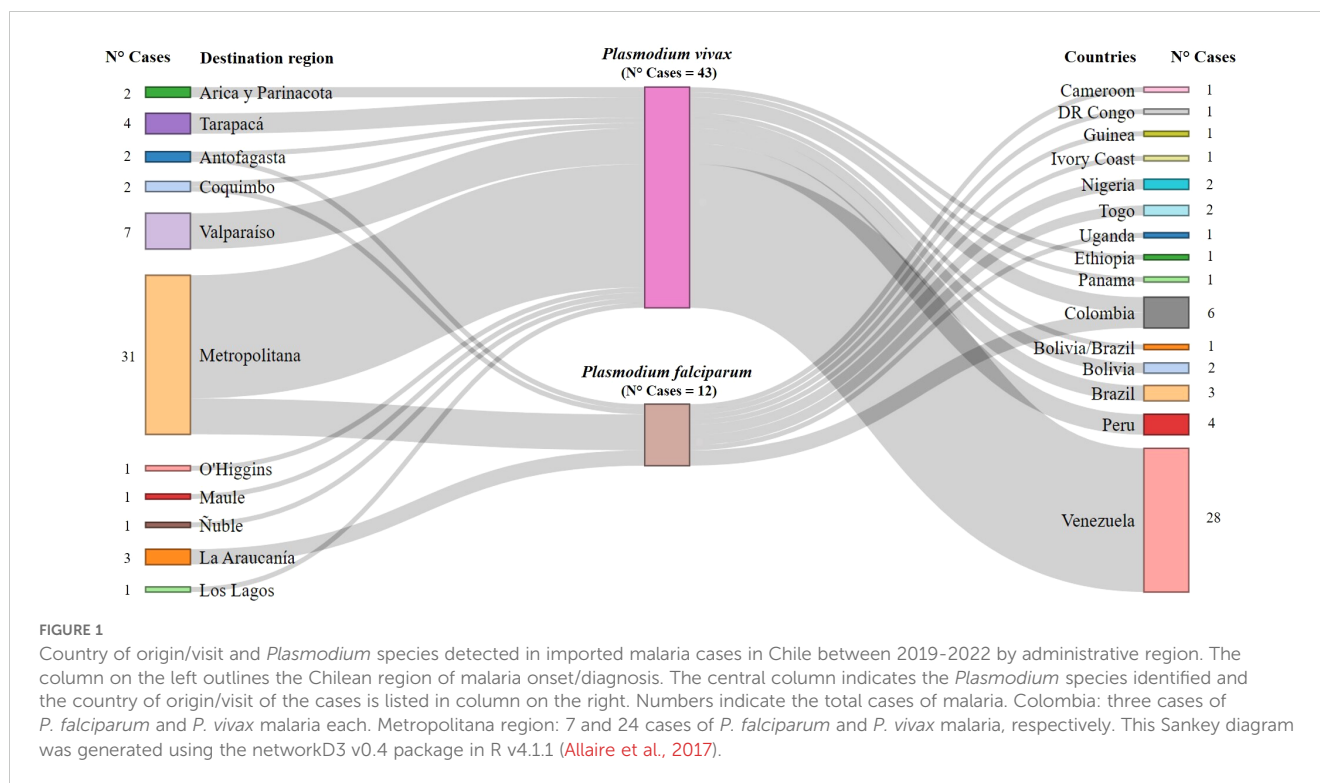 N° Cases Destination region
2 Arica y Parinacota
4 Tarapacá
2 Antofagasta
2 Coquimbo
7 Valparaíso
31 Metropolitana
1 O'Higgins
1 Maule
1 Ñuble
3 La Araucanía
1 Los Lagos
Plasmodium vivax
(N° Cases = 43)
Plasmodium falciparum
(N° Cases = 12)
Countries N° Cases
Cameroon 1
DR Congo 1
Guinea 1
Ivory Coast 1
Nigeria 2
Togo 2
Uganda 1
Ethiopia 1
Panama 1
Colombia 6
Bolivia/Brazil 1
Bolivia 2
Brazil 3
Peru 4
Venezuela 28
FIGURE 1
Country of origin/visit and Plasmodium species detected in imported malaria cases in Chile between 2019-2022 by administrative region. The
column on the left outlines the Chilean region of malaria onset/diagnosis. The central column indicates the Plasmodium species identified and
the country of origin/visit of the cases is listed in column on the right. Numbers indicate the total cases of malaria. Colombia: three cases of
P. falciparum and P. vivax malaria each. Metropolitana region: 7 and 24 cases of P. falciparum and P. vivax malaria, respectively. This Sankey diagram
was generated using the networkD3 v0.4 package in R v4.1.1 (Allaire et al., 2017).